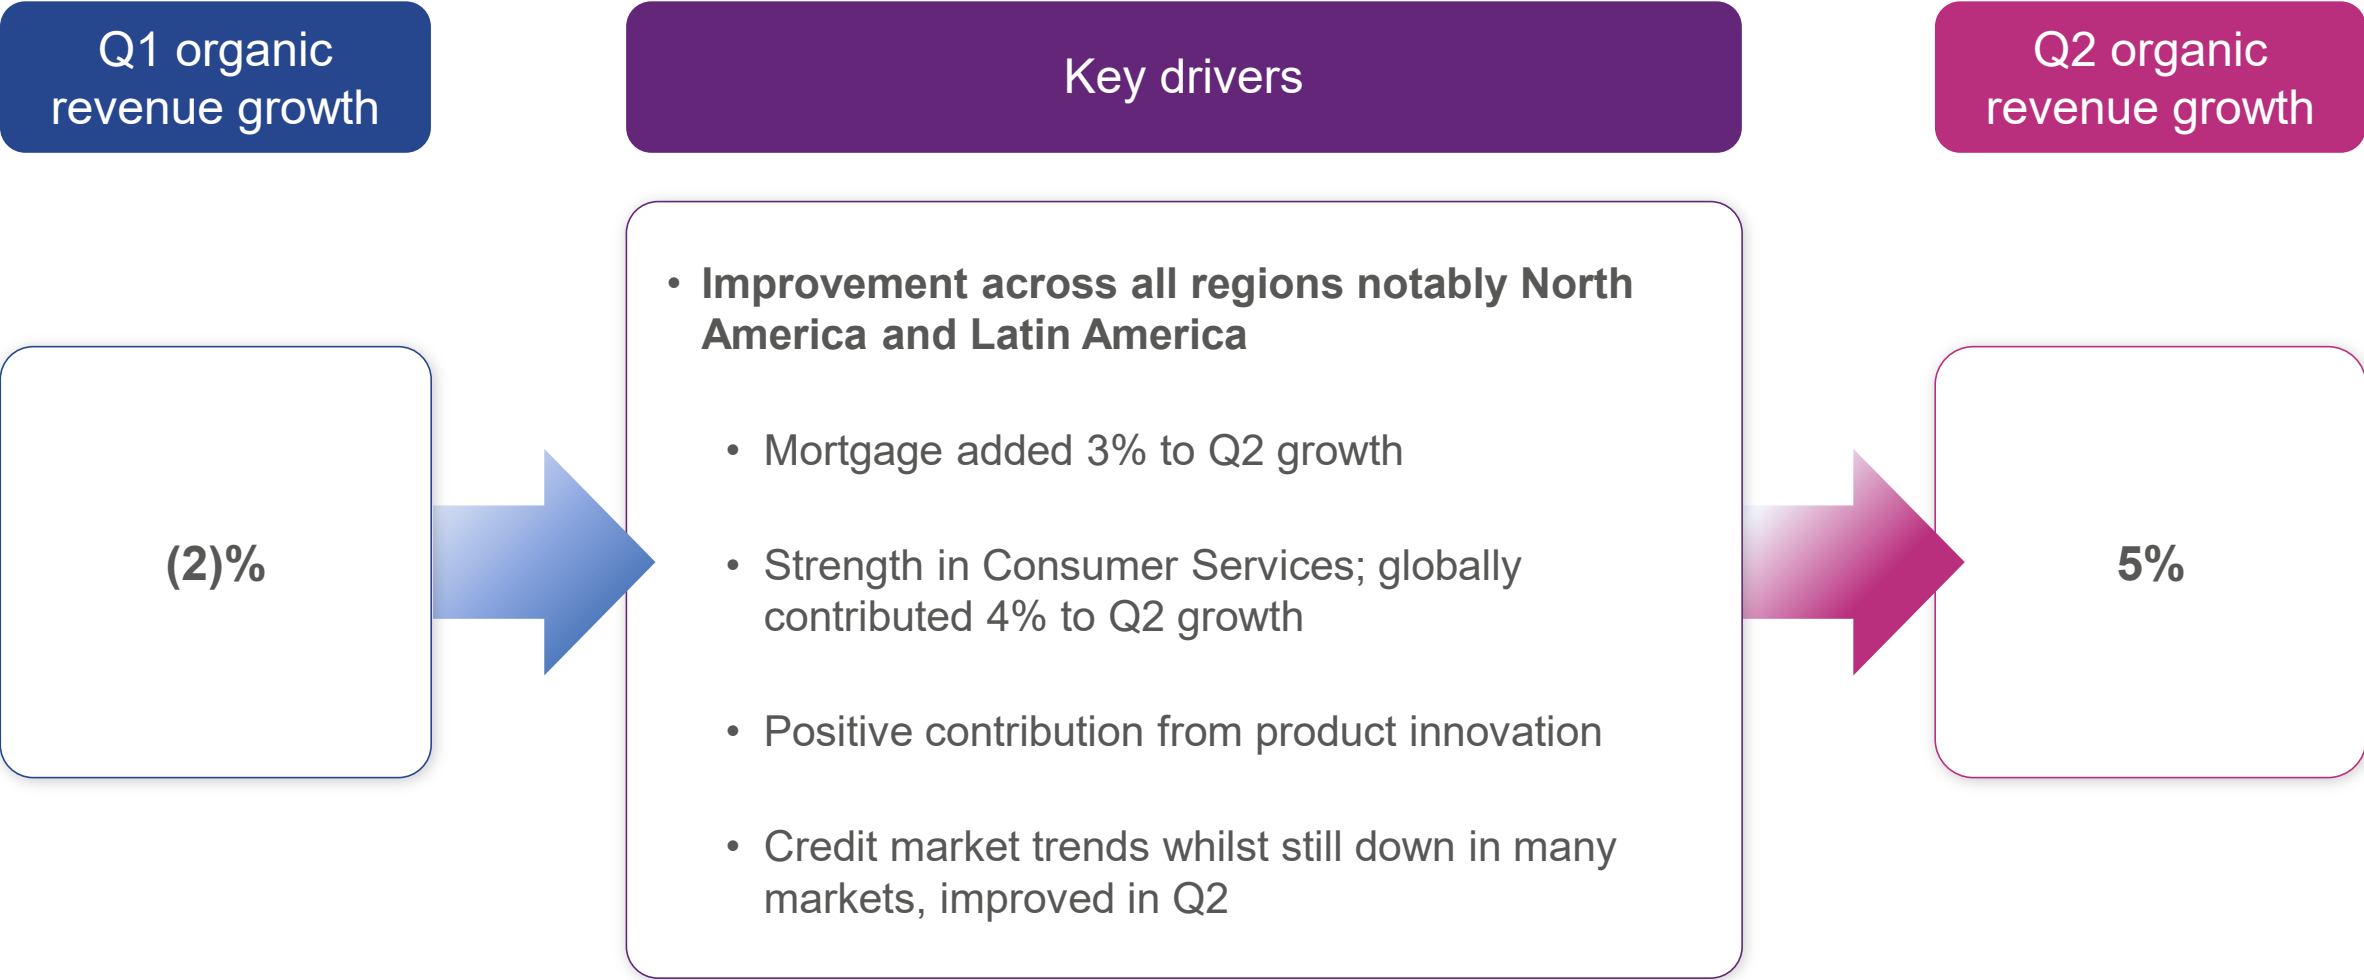 Q1 organic
revenue growth
Key drivers
Q2 organic
revenue growth
(2)%
• Improvement across all regions notably North
America and Latin America
• Mortgage added 3% to Q2 growth
• Strength in Consumer Services; globally
contributed 4% to Q2 growth
• Positive contribution from product innovation
• Credit market trends whilst still down in many
markets, improved in Q2
5%